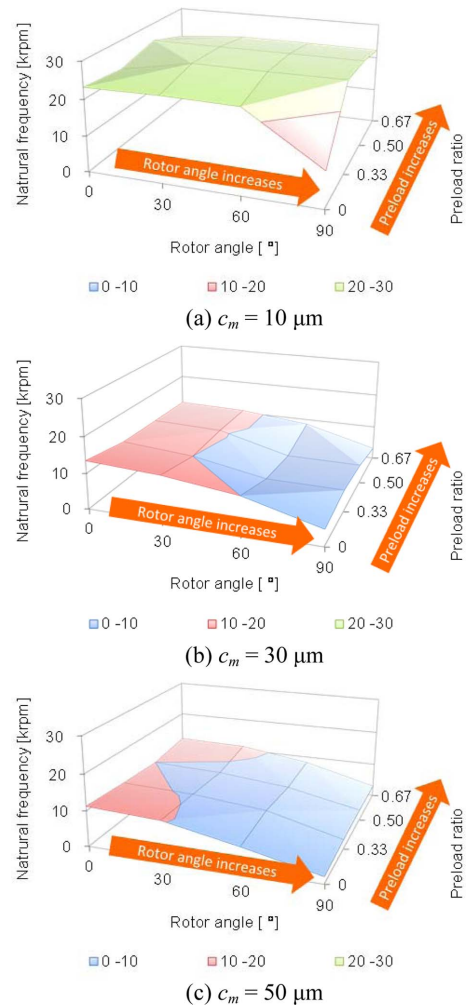 Natrural frequency [krpm]
30
20
10
0
Rotor angle increases
0
30
60
90
Rotor angle [ º]
0.67
0.50
0.33
0
Preload increases
Preload ratio
0 -10
10 -20
20 -30
(a) cm = 10 μm
Natrural frequency [krpm]
30
20
10
0
Rotor angle increases
0
30
60
90
Rotor angle [ º]
0.67
0.50
0.33
0
Preload increases
Preload ratio
0 -10
10 -20
20 -30
(b) cm = 30 μm
Natrural frequency [krpm]
30
20
10
0
Rotor angle increases
0
30
60
90
Rotor angle [ º]
0.67
0.50
0.33
0
Preload increases
Preload ratio
0 -10
10 -20
20 -30
(c) cm = 50 μm